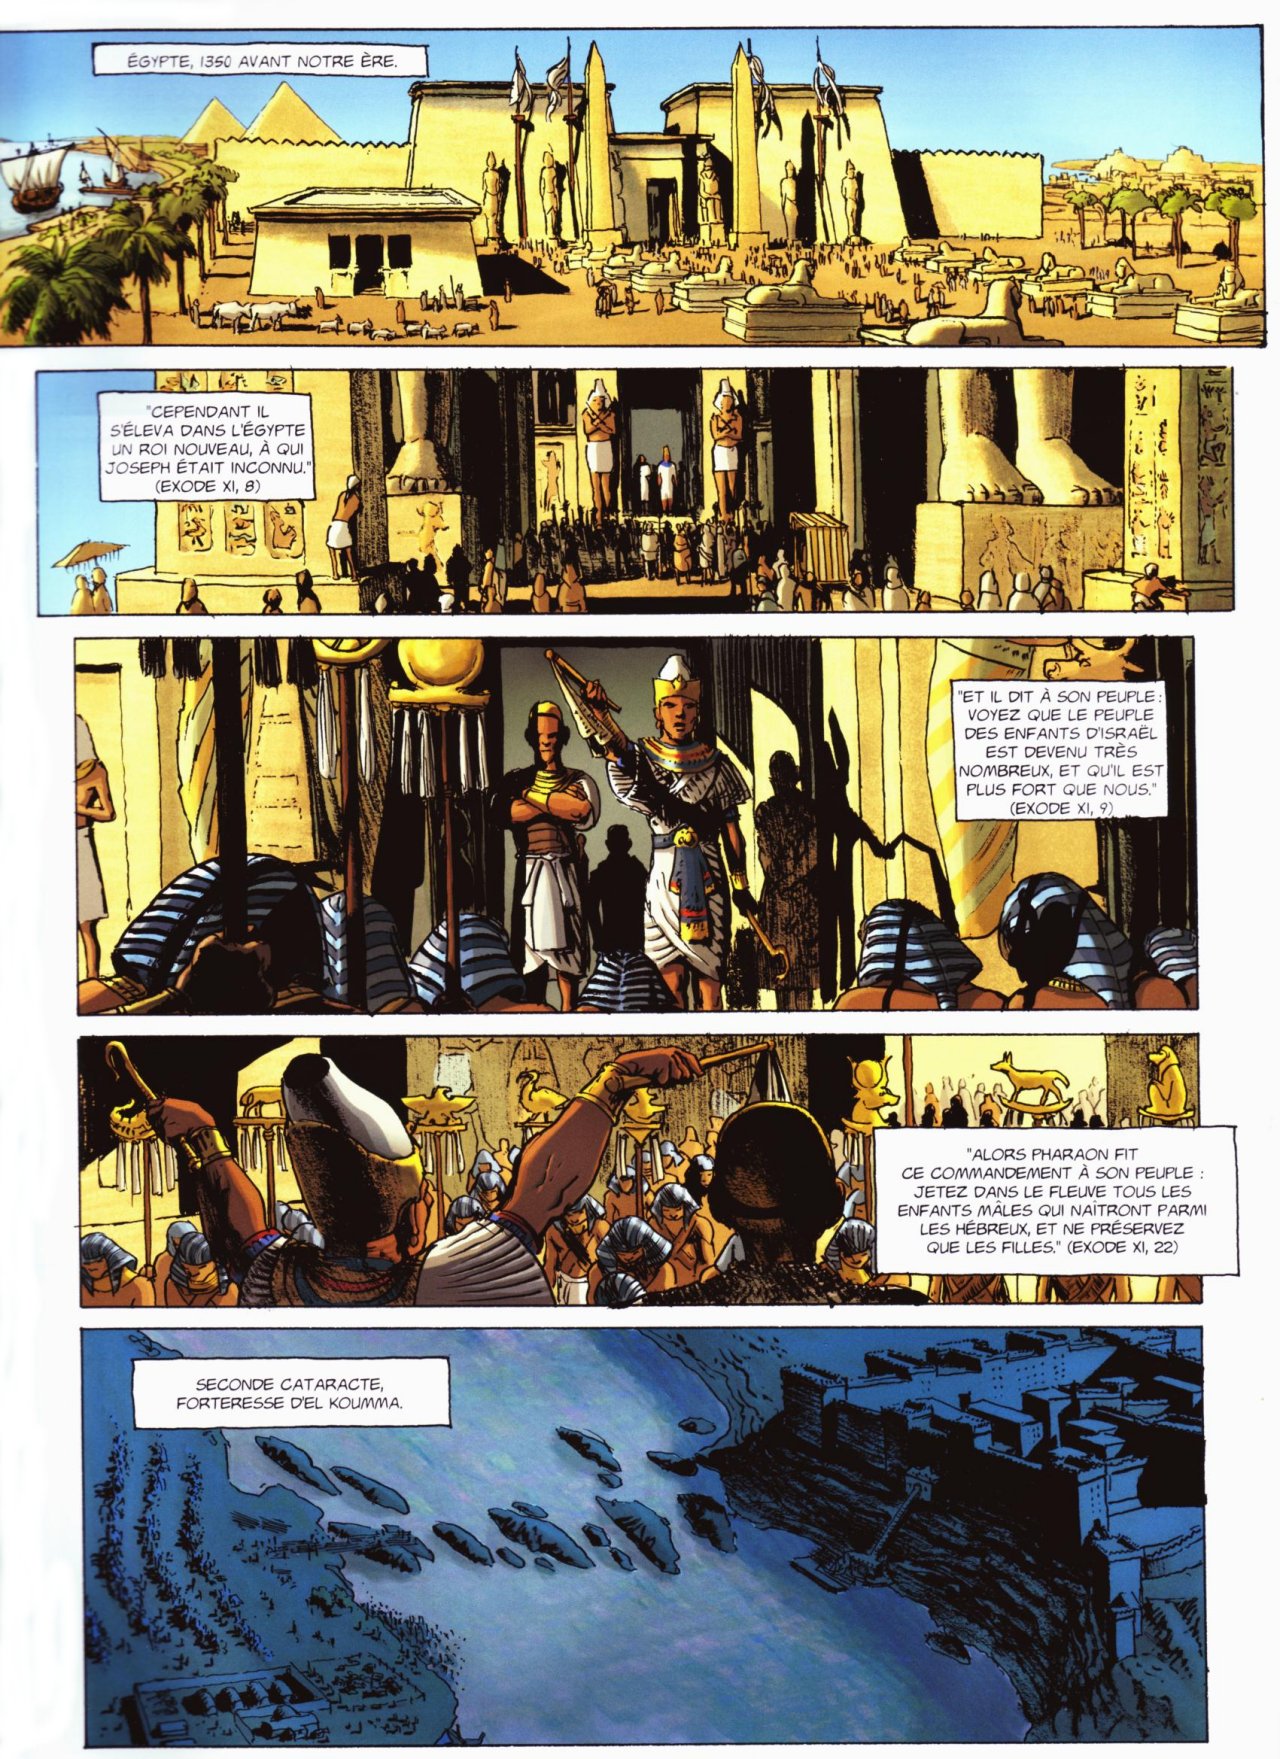 ÉGYPTE, 1350 AVANT NOTRE ÈRE.
"CEPENDANT IL
S'ÉLEVA DANS L'ÉGYPTE
UN ROI NOUVEAU, À QUI
JOSEPH ÉTAIT INCONNU."
(EXODE XI, 8)
"ET IL DIT À SON PEUPLE :
VOYEZ QUE LE PEUPLE
DES ENFANTS D'ISRAËL
EST DEVENU TRÈS
NOMBREUX, ET QU'IL EST
PLUS FORT QUE NOUS."
(EXODE XI, 9)
"ALORS PHARAON FIT
CE COMMANDEMENT À SON PEUPLE :
JETEZ DANS LE FLEUVE TOUS LES
ENFANTS MÂLES QUI NAÎTRONT PARMI
LES HÉBREUX, ET NE PRÉSERVEZ
QUE LES FILLES." (EXODE XI, 22)
SECONDE CATARACTE,
FORTERESSE D'EL KOUMMA.